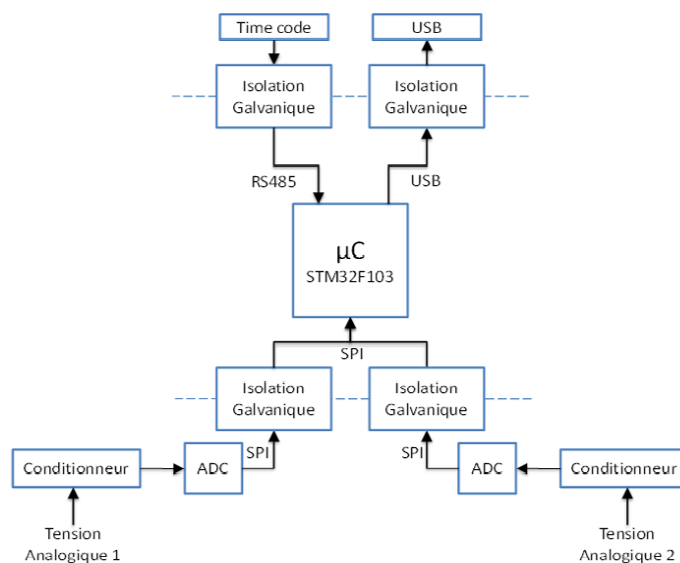 Time code
USB
Isolation
Galvanique
Isolation
Galvanique
RS485
USB
µC
STM32F103
SPI
Isolation
Galvanique
Isolation
Galvanique
SPI
SPI
Conditionneur
ADC
ADC
Conditionneur
Tension
Analogique 1
Tension
Analogique 2